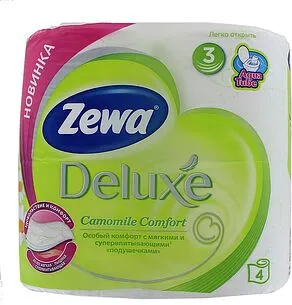 Легко открыть
НОВИНКА
3
Aqua
Tube
Zewa
Deluxe
Camomile Comfort
Особый комфорт с мягкими и
супервпитывающими
«подушечками»
4